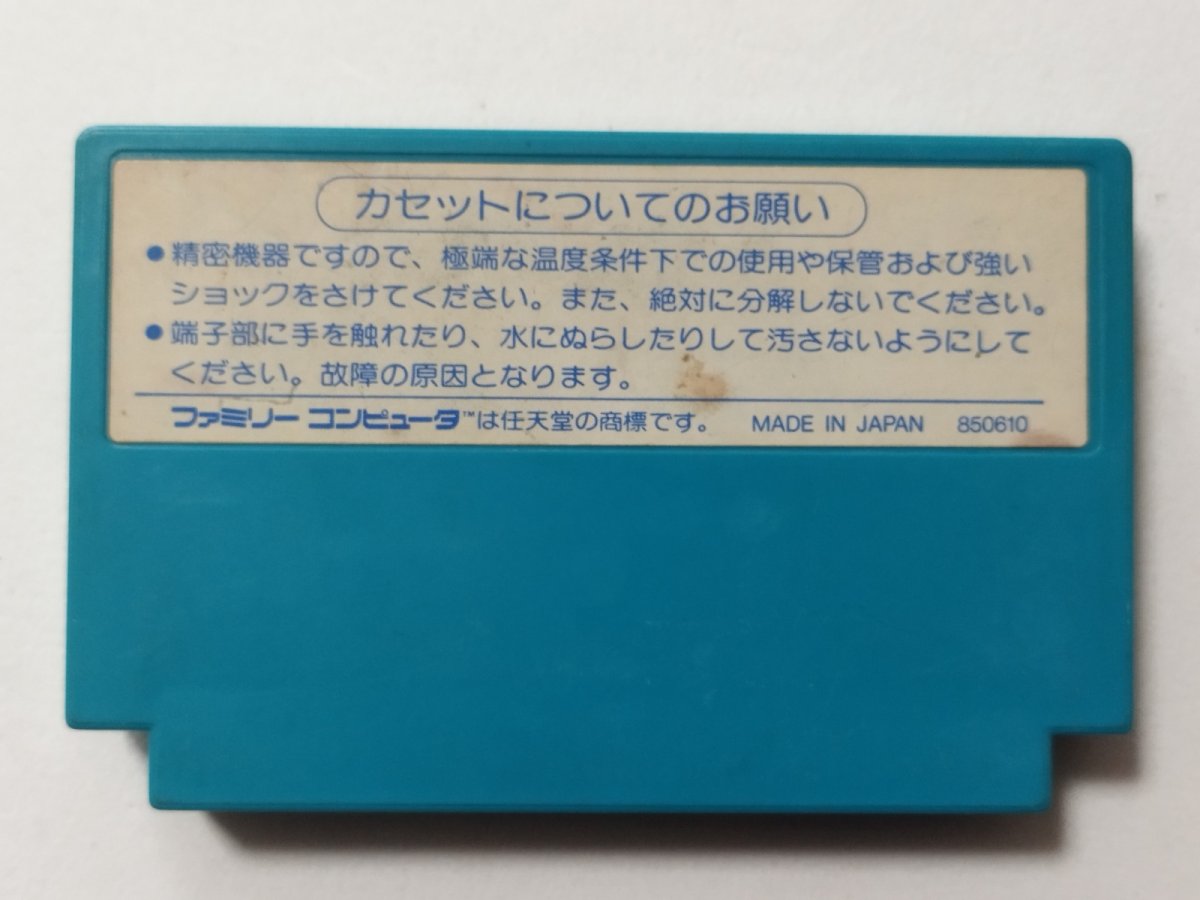 カセットについてのお願い
●精密機器ですので、極端な温度条件下での使用や保管および強い
ショックをさけてください。また、絶対に分解しないでください。
●端子部に手を触れたり、水にぬらしたりして汚さないようにして
ください。故障の原因となります。
ファミリー コンピュータ™は任天堂の商標です。 MADE IN JAPAN 850610